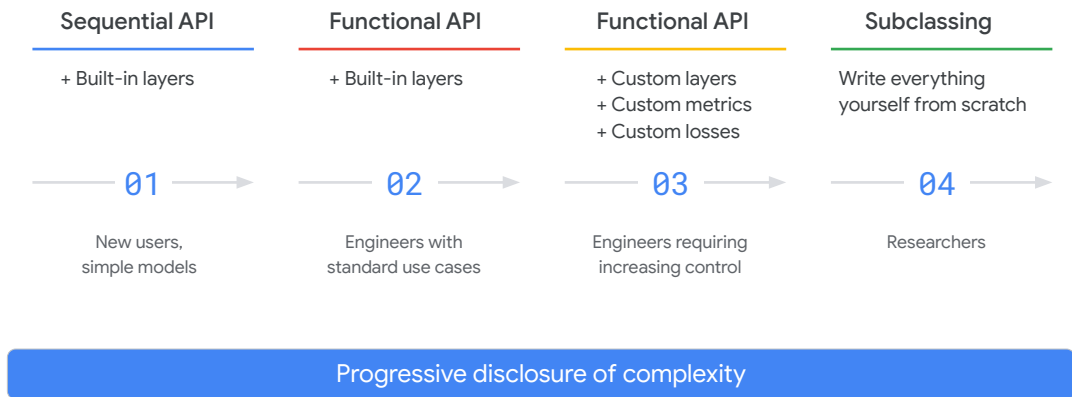 Sequential API
+ Built-in layers
01
New users,
simple models
Functional API
+ Built-in layers
02
Engineers with
standard use cases
Functional API
+ Custom layers
+ Custom metrics
+ Custom losses
03
Engineers requiring
increasing control
Subclassing
Write everything
yourself from scratch
04
Researchers
Progressive disclosure of complexity